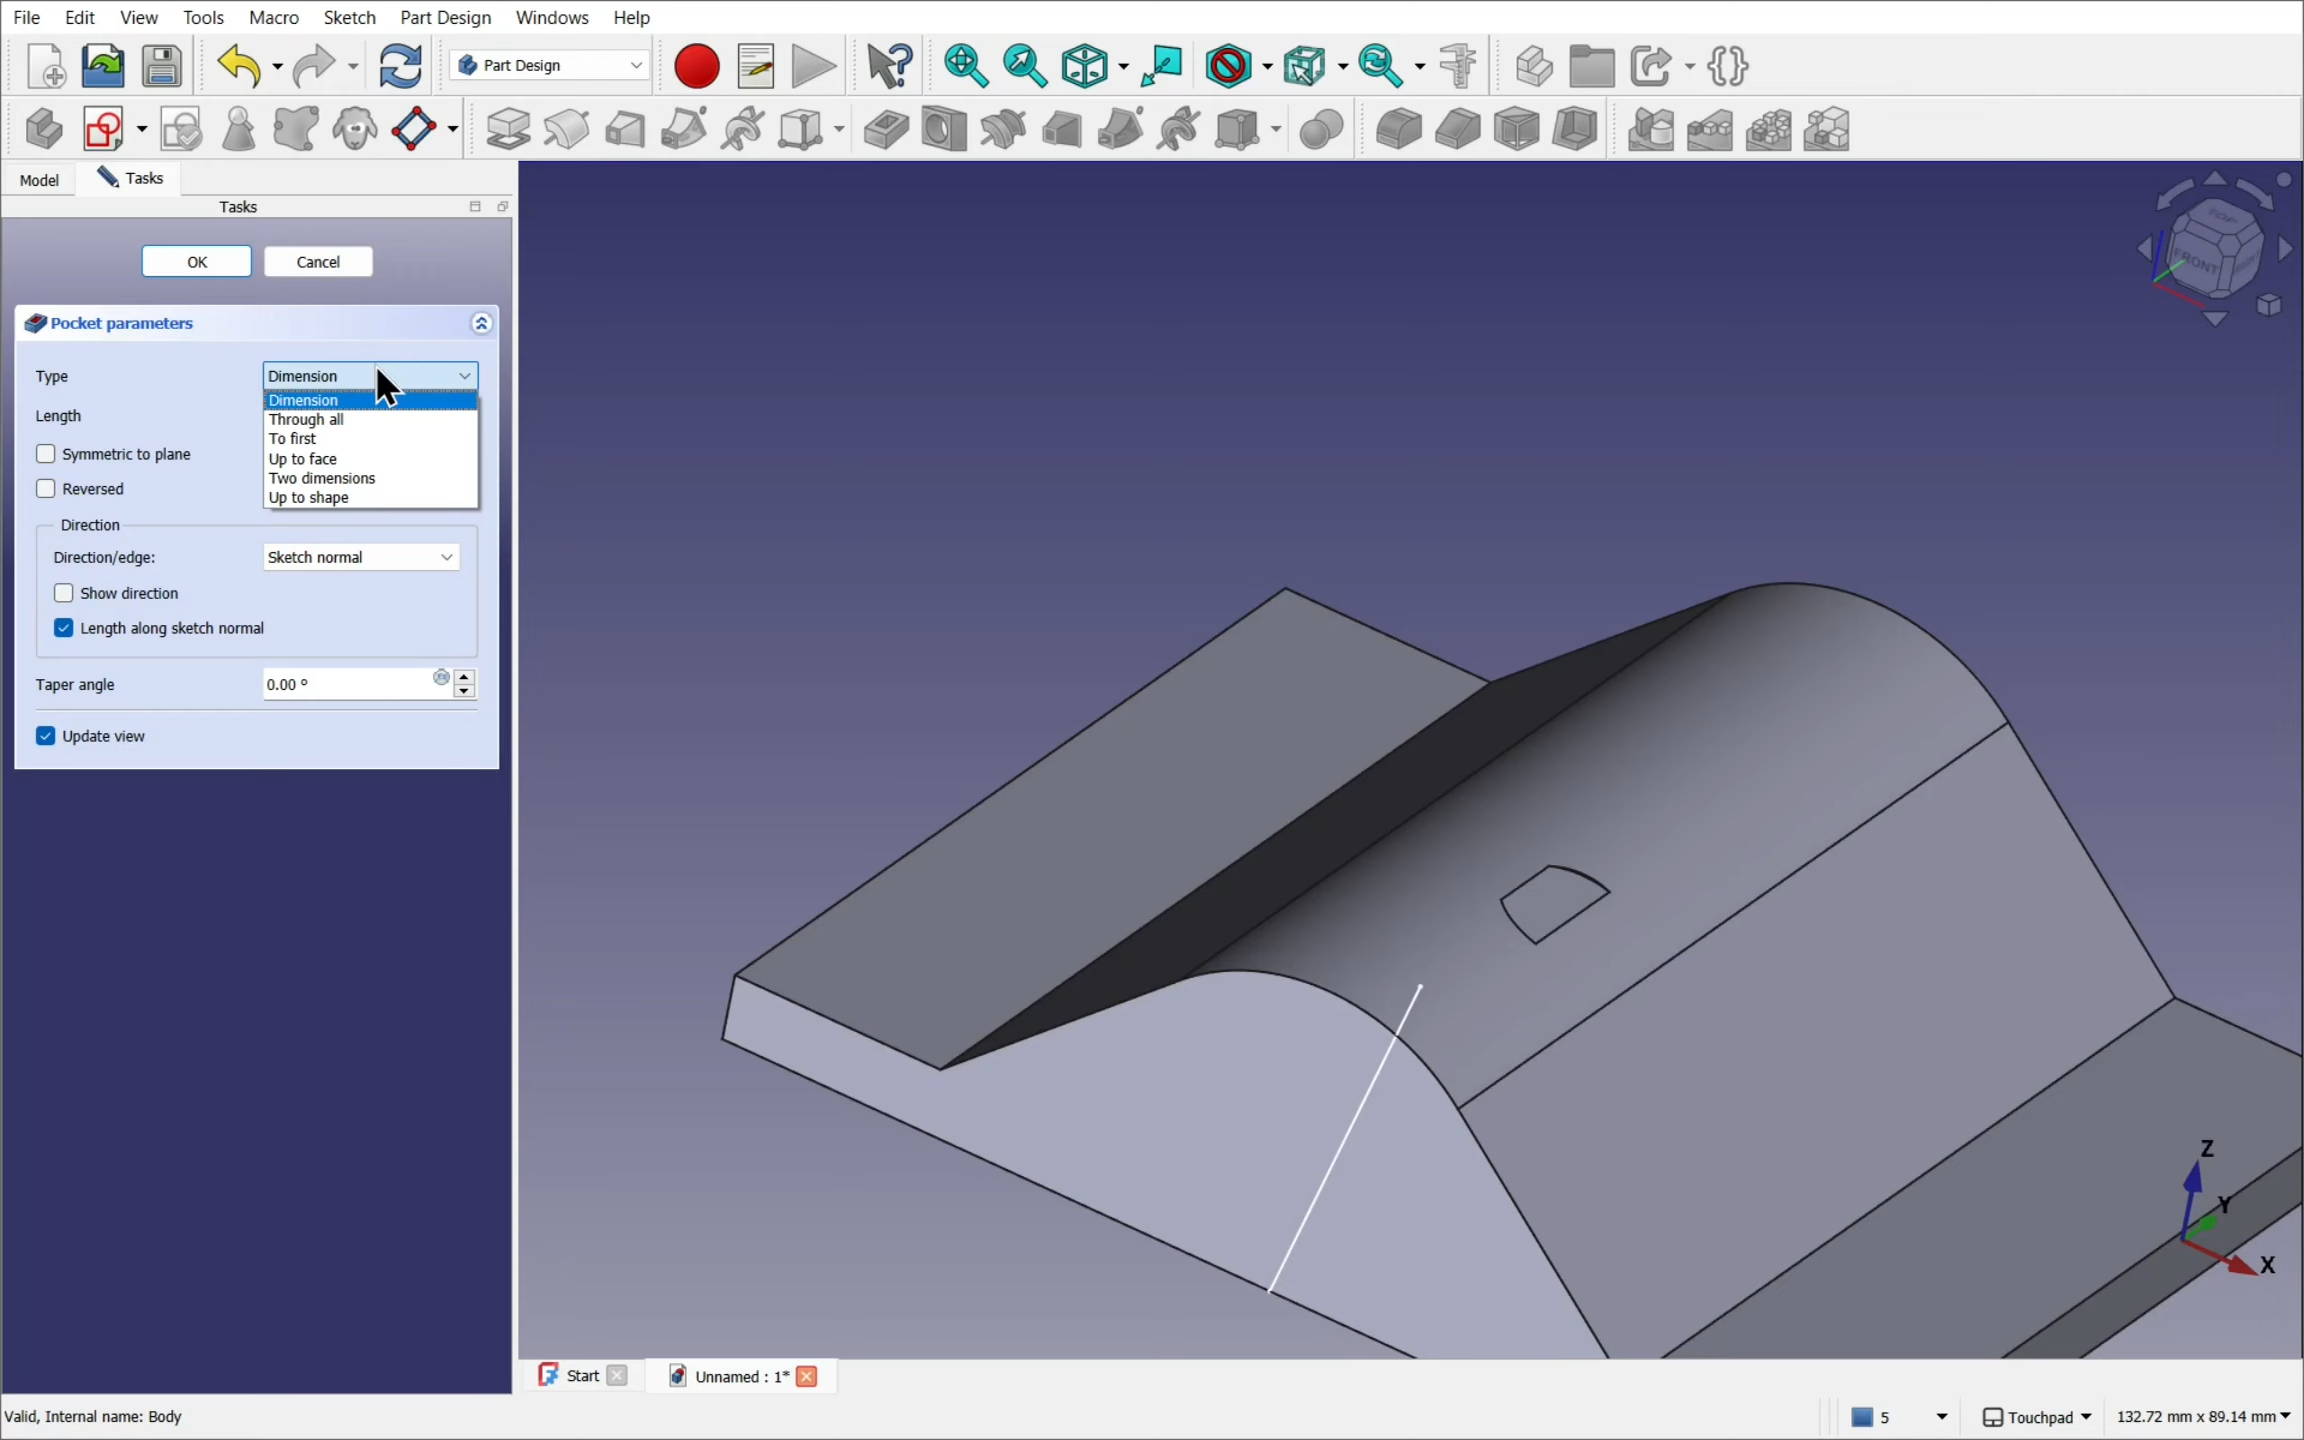 File Edit View Tools Macro Sketch Part Design Windows Help
Part Design
Model Tasks
Tasks
OK Cancel
Pocket parameters
Type Dimension
Dimension
Length
Through all
To first
Symmetric to plane
Up to face
Two dimensions
Reversed
Up to shape
Direction
Direction/edge: Sketch normal
Show direction
Length along sketch normal
Taper angle 0.00 °
Update view
TOP
FRONT
Z
Y
X
Start Unnamed : 1*
Valid, Internal name: Body 5 Touchpad 132.72 mm x 89.14 mm